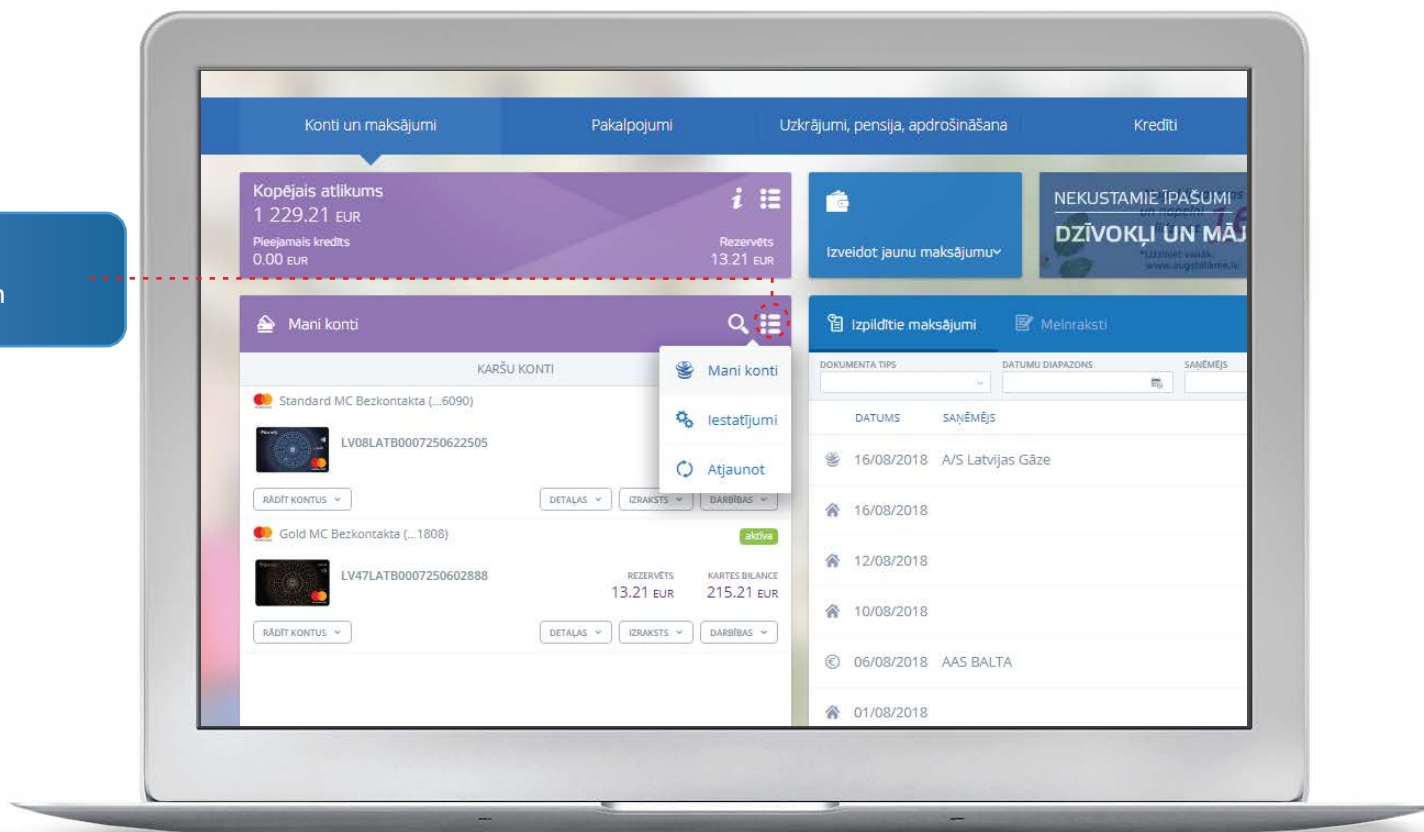 Konti un maksājumi
Pakalpojumi
Uzkrājumi, pensija, apdrošināšana
Kredīti
Kopējais atlikums
1 229.21 EUR
Pieejamais kredīts
0.00 EUR
Rezervēts
13.21 EUR
Izveidot jaunu maksājumu
NEKUSTAMIE ĪPAŠUMI
DZĪVOKĻI UN MĀJ
www.augstakme.lv
Mani konti
Izpildītie maksājumi
Melnraksti
KARŠU KONTI
Mani konti
Iestatījumi
Atjaunot
Standard MC Bezkontakta (...6090)
LV08LATB0007250622505
RĀDĪT KONTUS
DETAĻAS
IZRAKSTS
DARBĪBAS
Gold MC Bezkontakta (...1808)
aktīva
LV47LATB0007250602888
REZERVĒTS
13.21 EUR
KARTES BILANCE
215.21 EUR
RĀDĪT KONTUS
DETAĻAS
IZRAKSTS
DARBĪBAS
DOKUMENTA TIPS
DATUMU DIAPAZONS
SAŅĒMĒJS
DATUMS SAŅĒMĒJS
16/08/2018 A/S Latvijas Gāze
16/08/2018
12/08/2018
10/08/2018
06/08/2018 AAS BALTA
01/08/2018